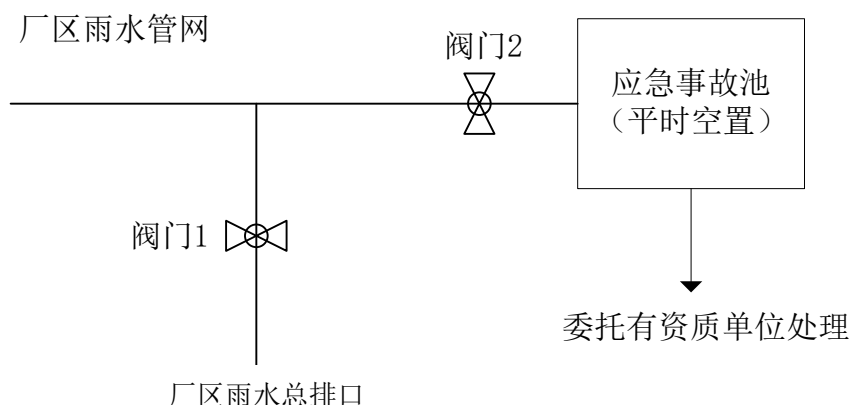 厂区雨水管网
阀门2
应急事故池
（平时空置）
阀门1
委托有资质单位处理
厂区雨水总排口